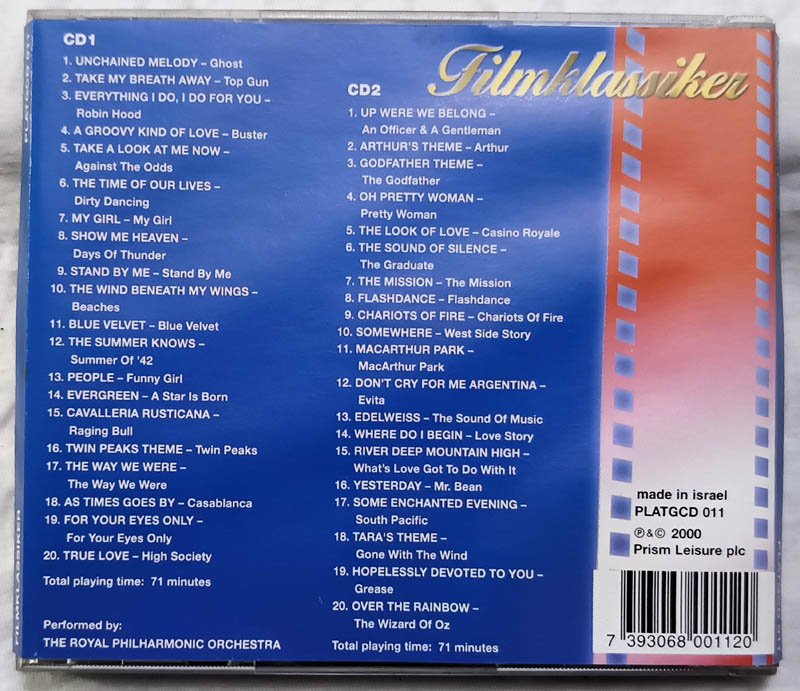 Filmklassiker
CD1
1. UNCHAINED MELODY – Ghost
2. TAKE MY BREATH AWAY – Top Gun
3. EVERYTHING I DO, I DO FOR YOU –
Robin Hood
4. A GROOVY KIND OF LOVE – Buster
5. TAKE A LOOK AT ME NOW –
Against The Odds
6. THE TIME OF OUR LIVES –
Dirty Dancing
7. MY GIRL – My Girl
8. SHOW ME HEAVEN –
Days Of Thunder
9. STAND BY ME – Stand By Me
10. THE WIND BENEATH MY WINGS –
Beaches
11. BLUE VELVET – Blue Velvet
12. THE SUMMER KNOWS –
Summer Of '42
13. PEOPLE – Funny Girl
14. EVERGREEN – A Star Is Born
15. CAVALLERIA RUSTICANA –
Raging Bull
16. TWIN PEAKS THEME – Twin Peaks
17. THE WAY WE WERE –
The Way We Were
18. AS TIMES GOES BY – Casablanca
19. FOR YOUR EYES ONLY –
For Your Eyes Only
20. TRUE LOVE – High Society
Total playing time: 71 minutes
Performed by:
THE ROYAL PHILHARMONIC ORCHESTRA
CD2
1. UP WERE WE BELONG –
An Officer & A Gentleman
2. ARTHUR'S THEME – Arthur
3. GODFATHER THEME –
The Godfather
4. OH PRETTY WOMAN –
Pretty Woman
5. THE LOOK OF LOVE – Casino Royale
6. THE SOUND OF SILENCE –
The Graduate
7. THE MISSION – The Mission
8. FLASHDANCE – Flashdance
9. CHARIOTS OF FIRE – Chariots Of Fire
10. SOMEWHERE – West Side Story
11. MACARTHUR PARK –
MacArthur Park
12. DON'T CRY FOR ME ARGENTINA –
Evita
13. EDELWEISS – The Sound Of Music
14. WHERE DO I BEGIN – Love Story
15. RIVER DEEP MOUNTAIN HIGH –
What's Love Got To Do With It
16. YESTERDAY – Mr. Bean
17. SOME ENCHANTED EVENING –
South Pacific
18. TARA'S THEME –
Gone With The Wind
19. HOPELESSLY DEVOTED TO YOU –
Grease
20. OVER THE RAINBOW –
The Wizard Of Oz
Total playing time: 71 minutes
made in israel
PLATGCD 011
℗&© 2000
Prism Leisure plc
7 393068 001120
PLATGCD 011
FILMKLASSIKER